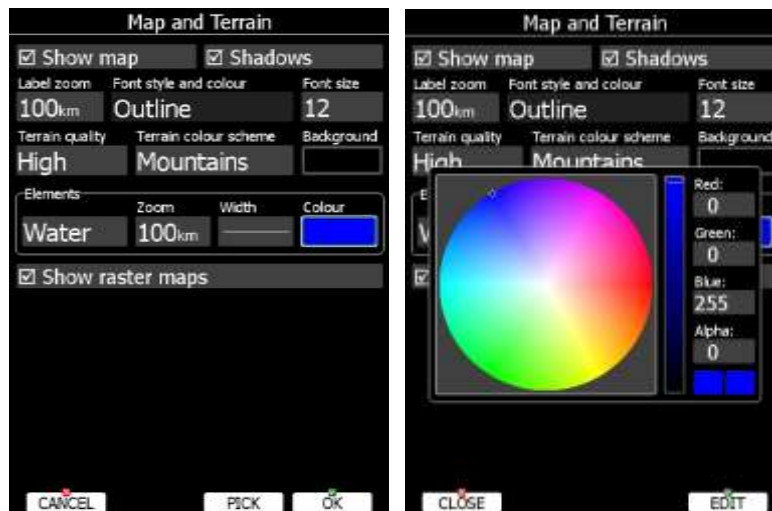 Map and Terrain
☑ Show map ☑ Shadows
Label zoom Font style and colour Font size
100km Outline 12
Terrain quality Terrain colour scheme Background
High Mountains
Elements
Zoom Width Colour
Water 100km
☑ Show raster maps
CANCEL PICK OK
Map and Terrain
☑ Show map ☑ Shadows
Label zoom Font style and colour Font size
100km Outline 12
Terrain quality Terrain colour scheme Background
High Mountains
Red:
0
Green:
0
Blue:
255
Alpha:
0
CLOSE EDIT